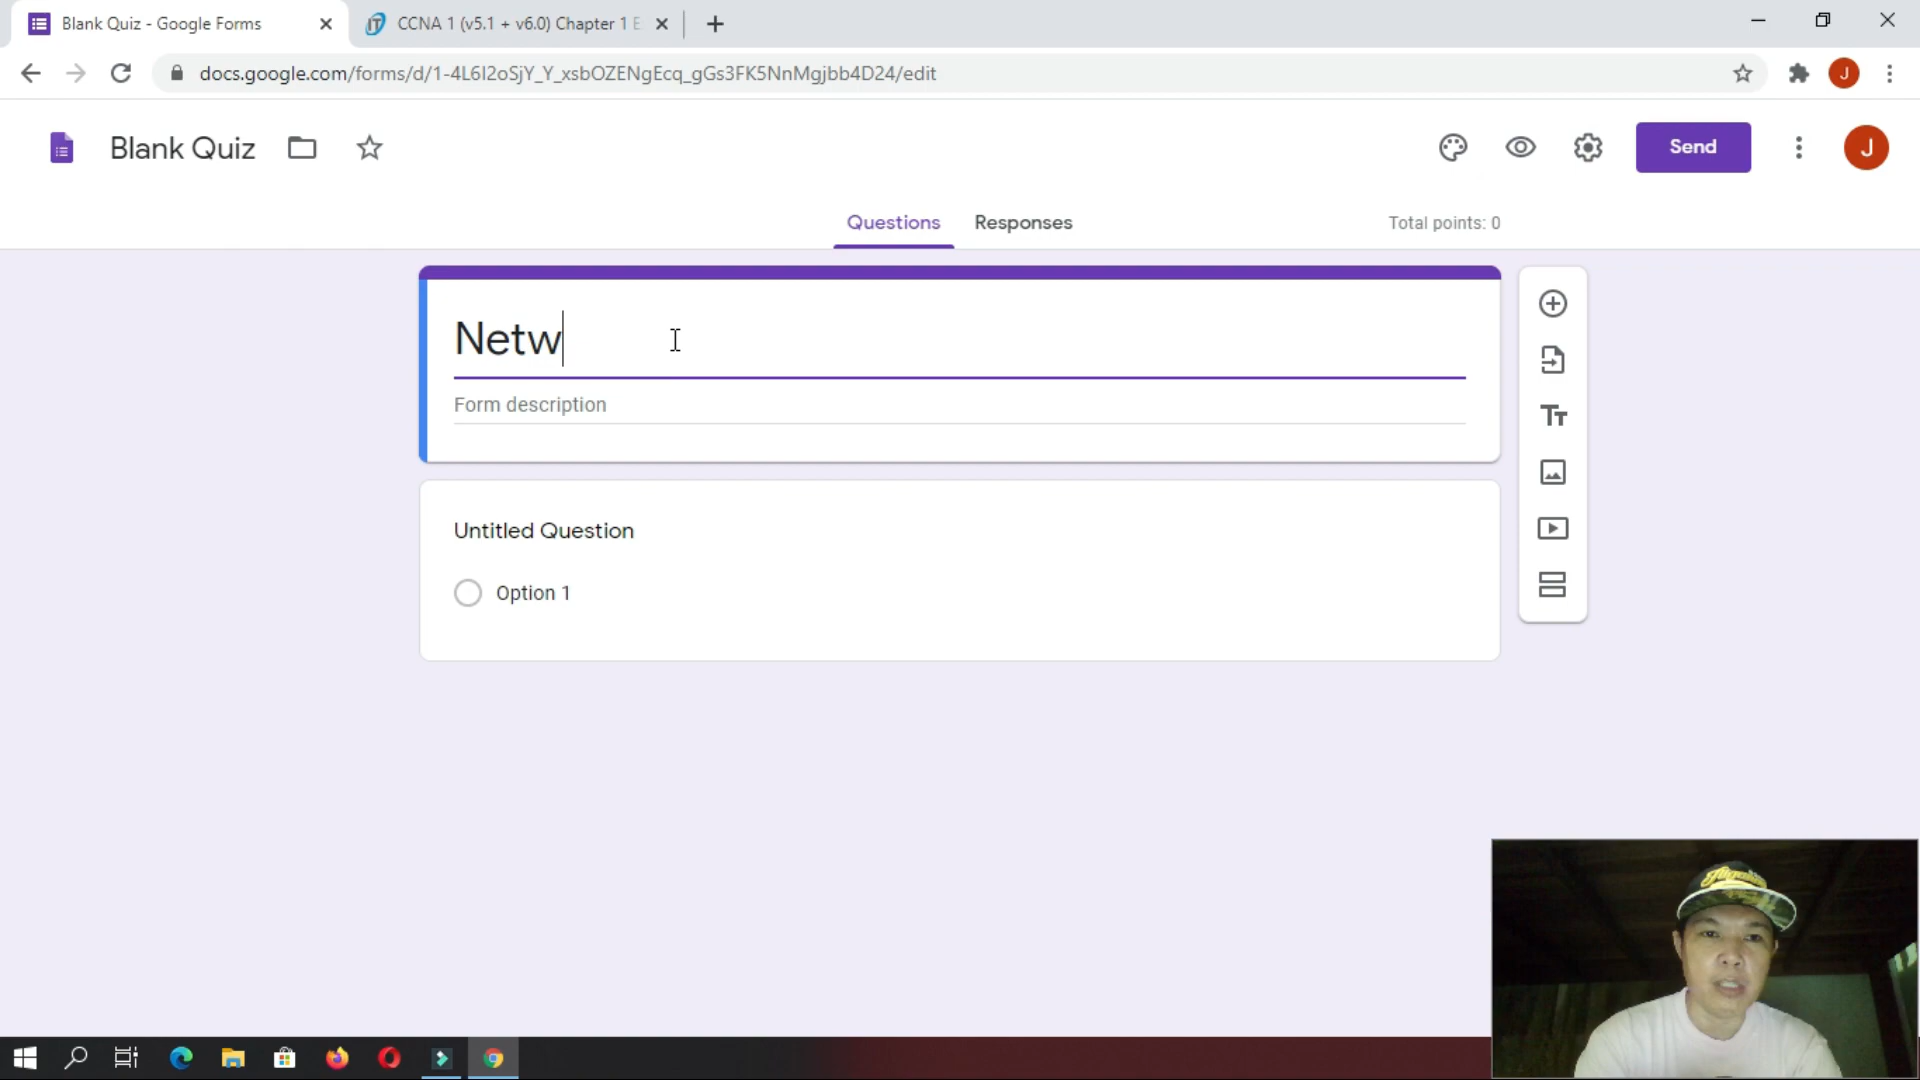 Blank Quiz - Google Forms
CCNA 1 (v5.1 + v6.0) Chapter 1 E
docs.google.com/forms/d/1-4L6I2oSjY_Y_xsbOZENgEcq_gGs3FK5NnMgjbb4D24/edit
J
Blank Quiz
Send
J
Questions
Responses
Total points: 0
Netw
Form description
Untitled Question
Option 1